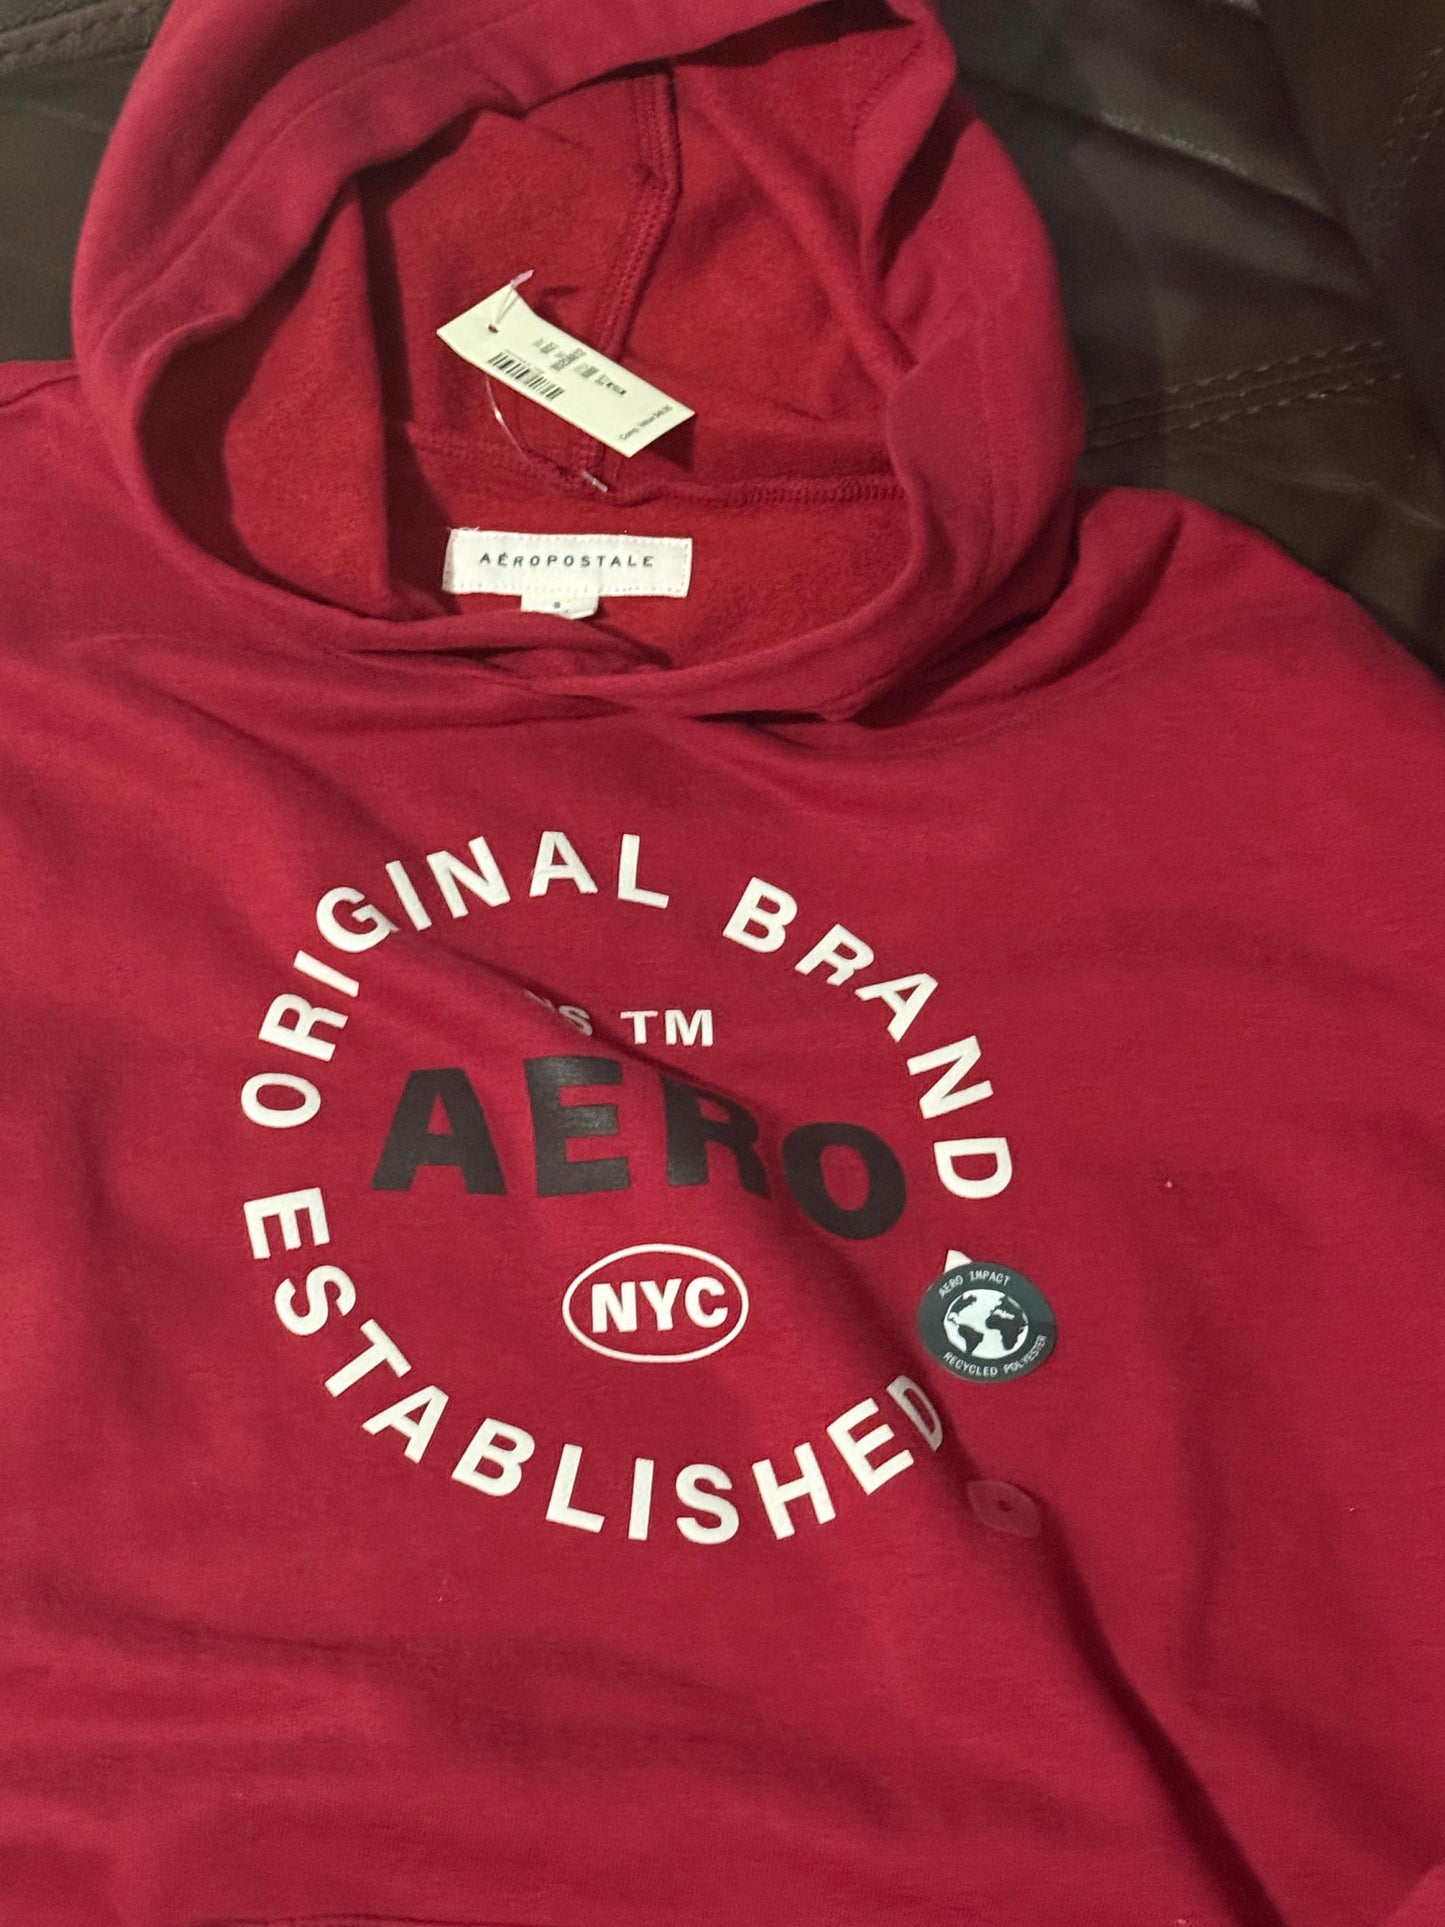 AÉROPOSTALE
S
ORIGINAL BRAND
TM
AERO
NYC
ESTABLISHED
AERO IMPACT
RECYCLED POLYESTER